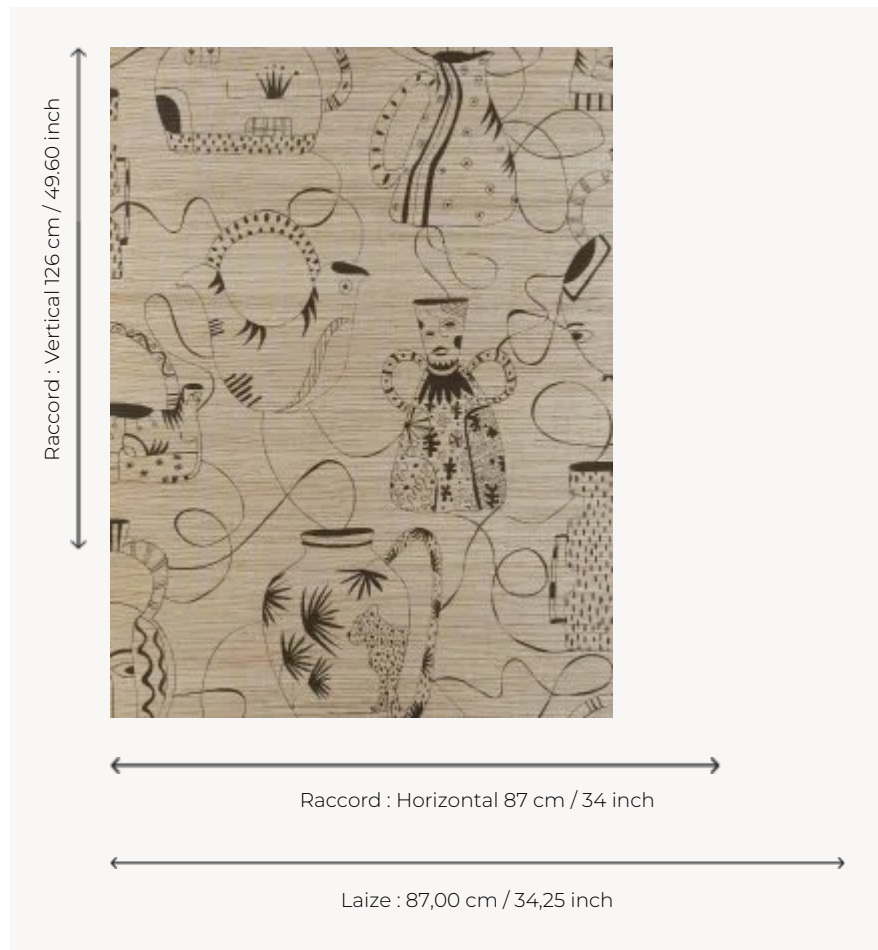 Raccord : Vertical 126 cm / 49.60 inch
Raccord : Horizontal 87 cm / 34 inch
Laize : 87,00 cm / 34,25 inch